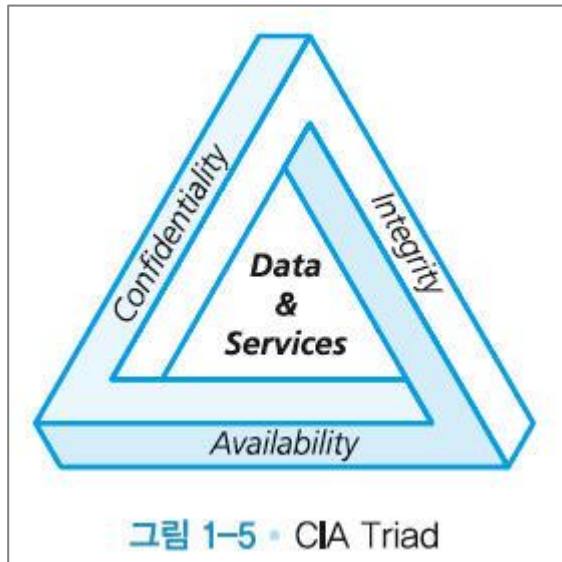 Confidentiality
Integrity
Data
&
Services
Availability
그림 1-5 • CIA Triad